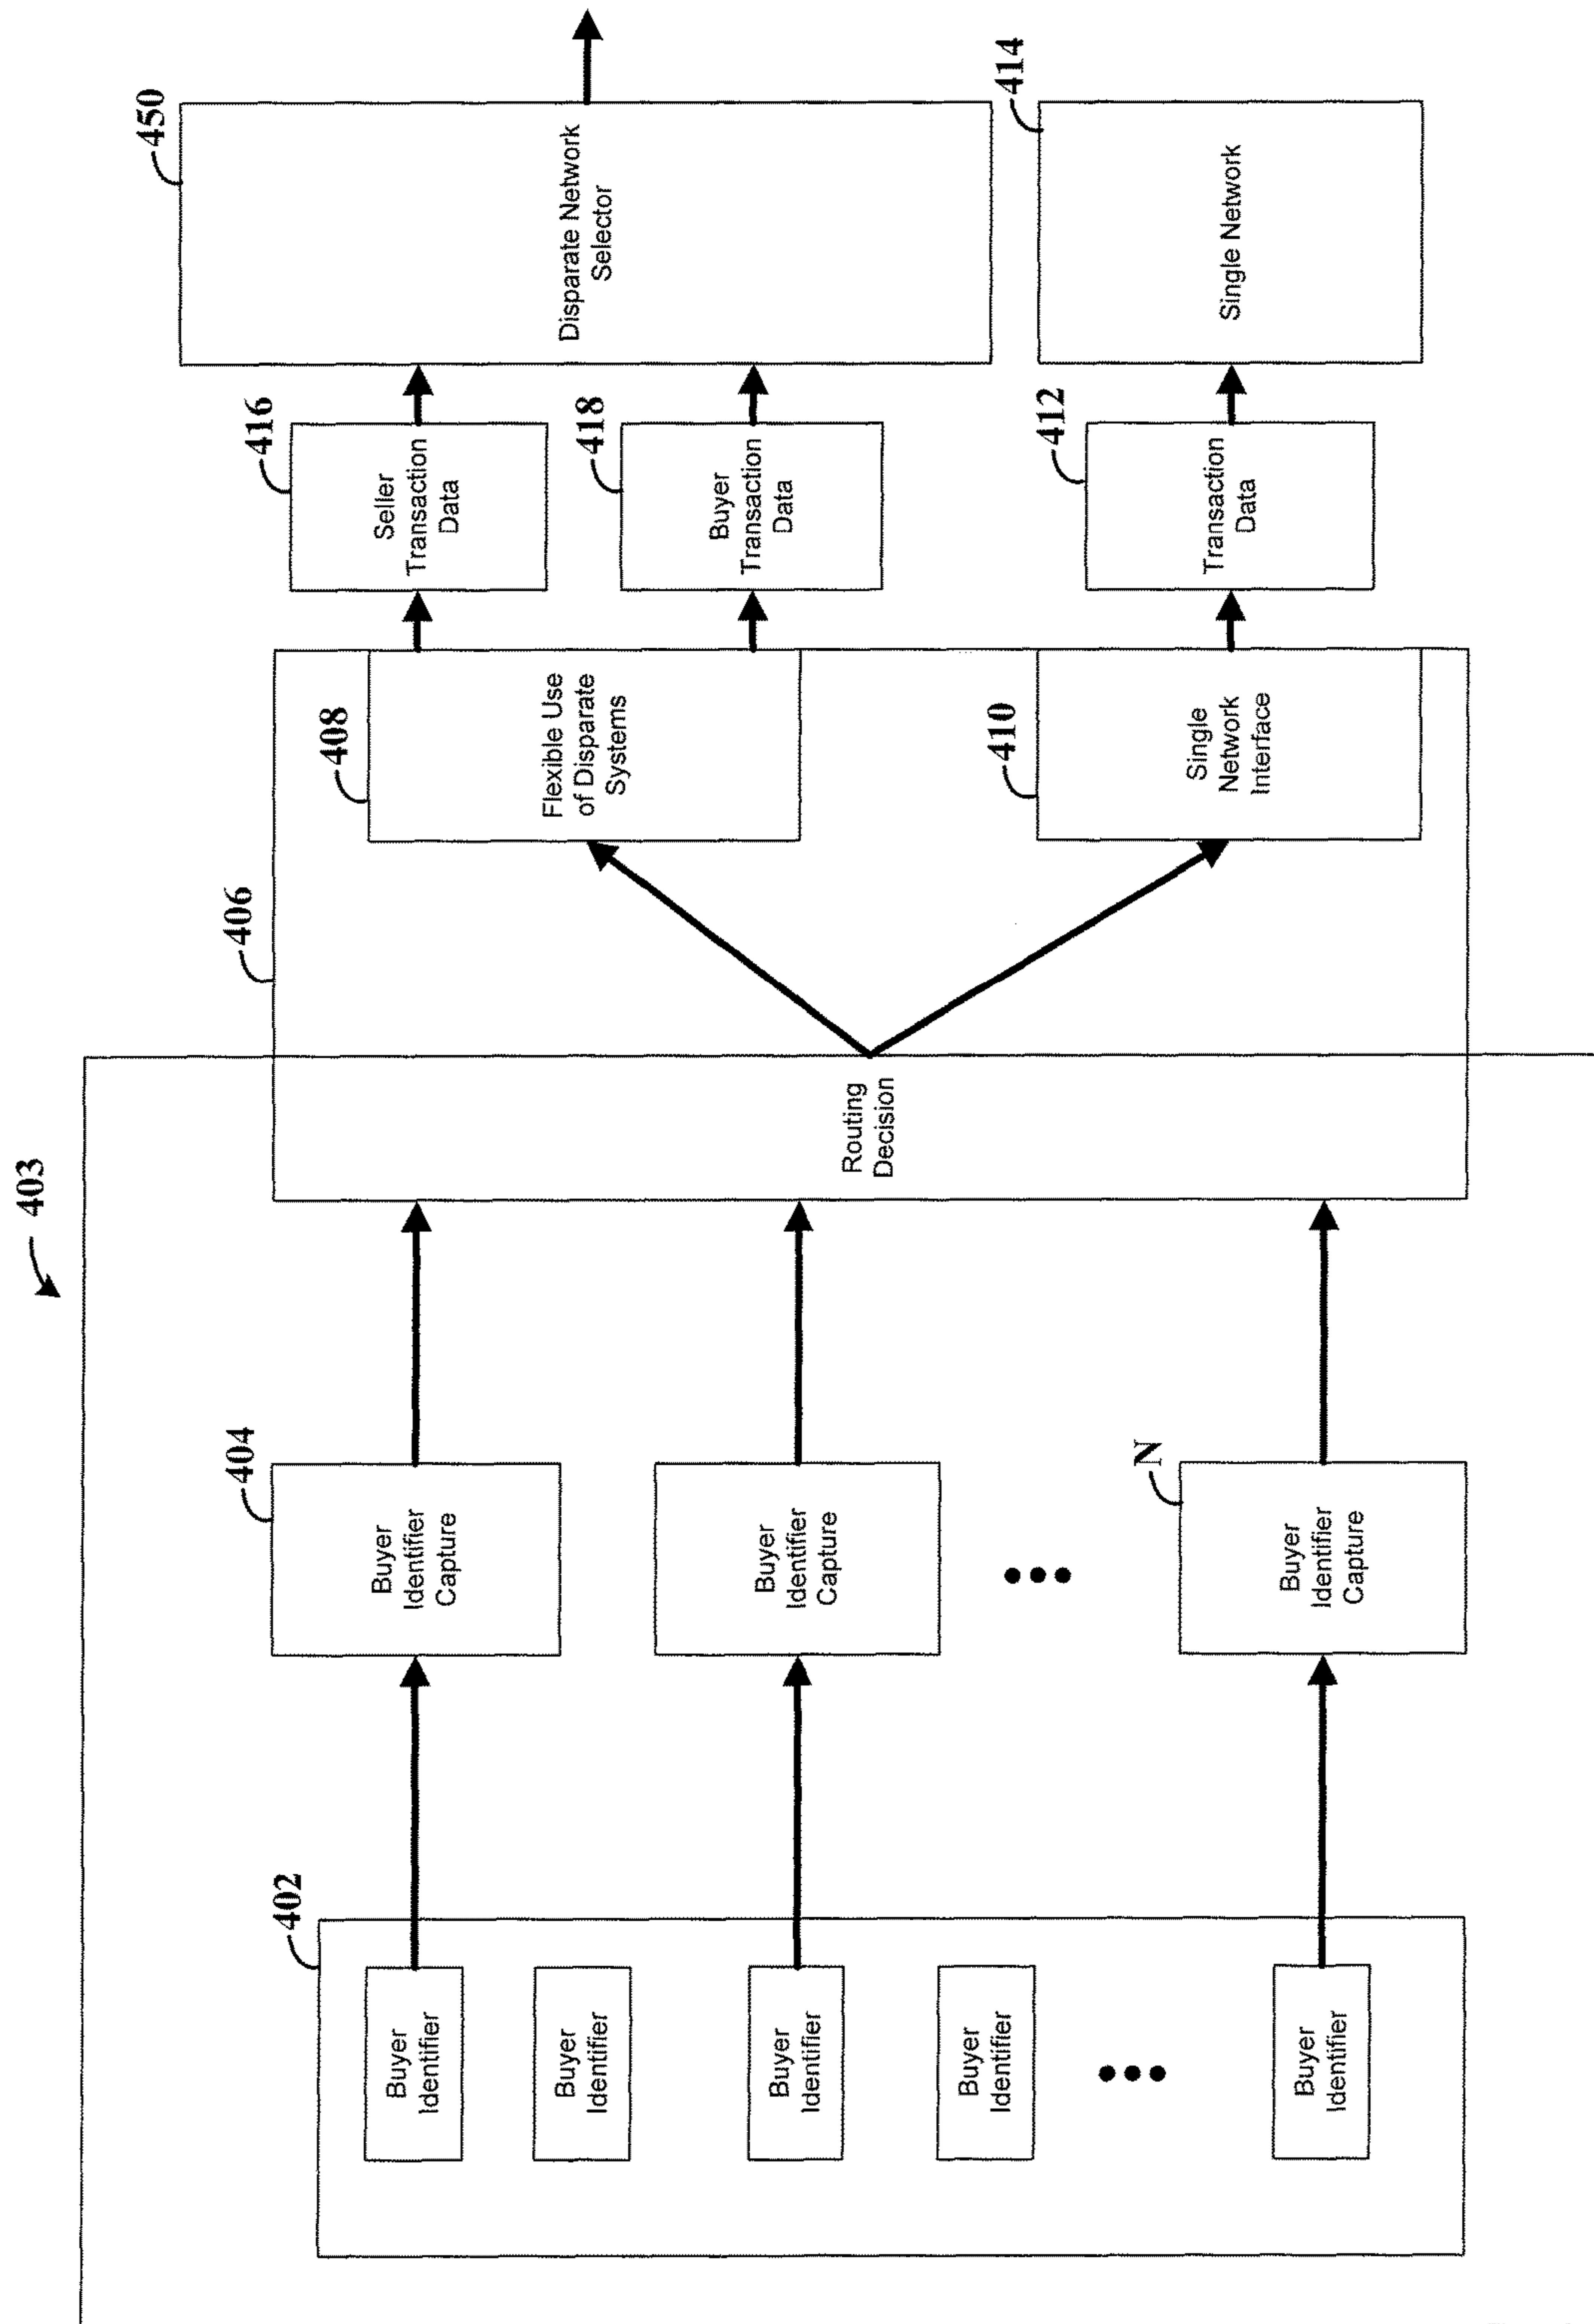 403
402
Buyer
Identifier
Buyer
Identifier
Buyer
Identifier
Buyer
Identifier
Buyer
Identifier
404
Buyer
Identifier
Capture
Buyer
Identifier
Capture
N
Buyer
Identifier
Capture
406
Routing
Decision
408
Flexible Use
of Disparate
Systems
410
Single
Network
Interface
416
Seller
Transaction
Data
418
Buyer
Transaction
Data
412
Transaction
Data
450
Disparate Network
Selector
414
Single Network